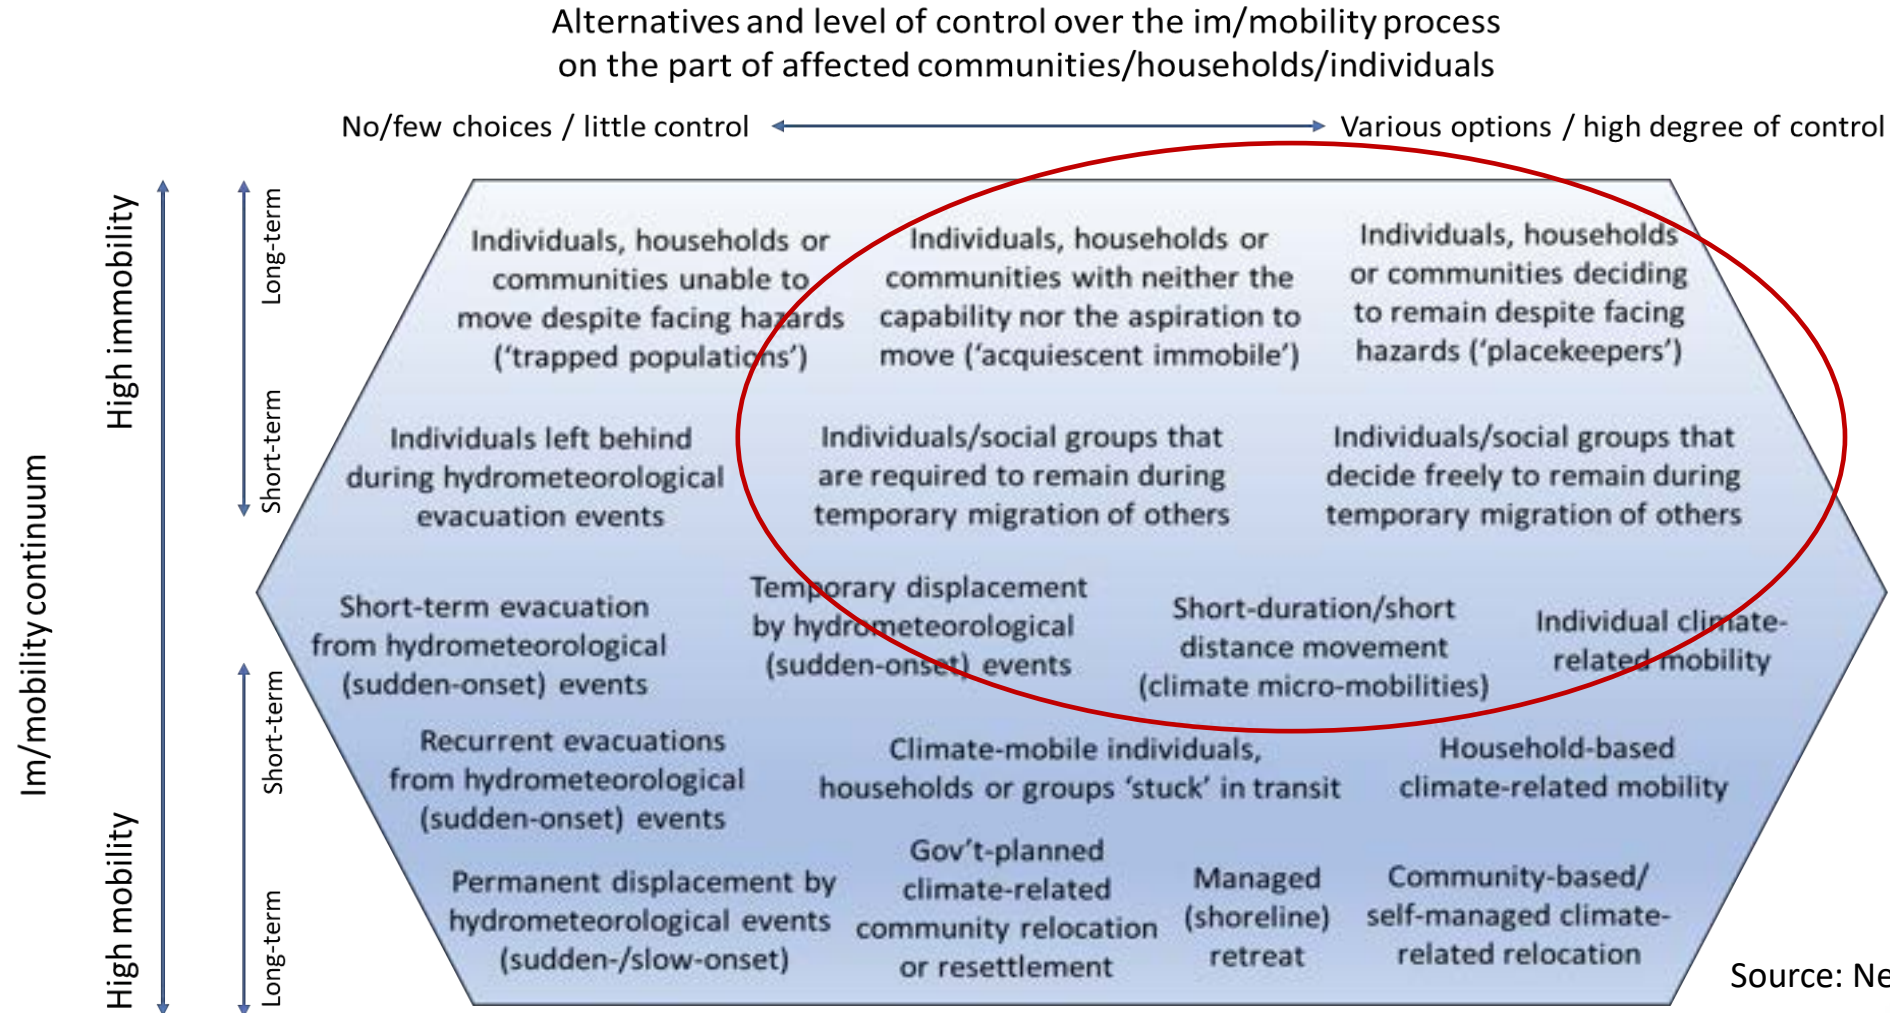 Alternatives and level of control over the im/mobility process
on the part of affected communities/households/individuals
No/few choices / little control
Various options / high degree of control
Im/mobility continuum
High immobility
High mobility
Long-term
Short-term
Short-term
Long-term
Individuals, households or
communities unable to
move despite facing hazards
(‘trapped populations’)
Individuals, households or
communities with neither the
capability nor the aspiration to
move (‘acquiescent immobile’)
Individuals, households
or communities deciding
to remain despite facing
hazards (‘placekeepers’)
Individuals left behind
during hydrometeorological
evacuation events
Individuals/social groups that
are required to remain during
temporary migration of others
Individuals/social groups that
decide freely to remain during
temporary migration of others
Short-term evacuation
from hydrometeorological
(sudden-onset) events
Temporary displacement
by hydrometeorological
(sudden-onset) events
Short-duration/short
distance movement
(climate micro-mobilities)
Individual climate-
related mobility
Recurrent evacuations
from hydrometeorological
(sudden-onset) events
Climate-mobile individuals,
households or groups ‘stuck’ in transit
Household-based
climate-related mobility
Permanent displacement by
hydrometeorological events
(sudden-/slow-onset)
Gov’t-planned
climate-related
community relocation
or resettlement
Managed
(shoreline)
retreat
Community-based/
self-managed climate-
related relocation
Source: Ne